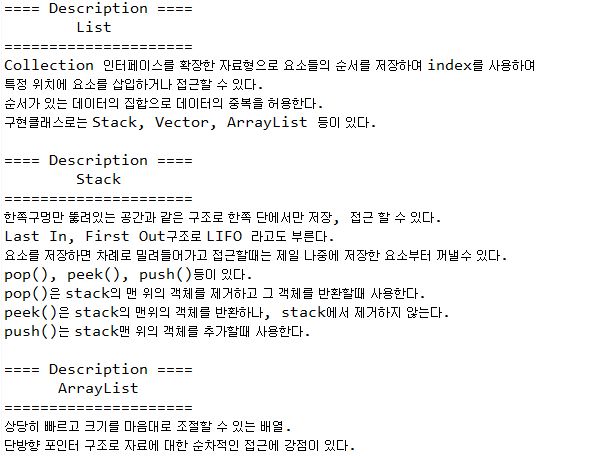 ==== Description ====
List
=====================
Collection 인터페이스를 확장한 자료형으로 요소들의 순서를 저장하여 index를 사용하여
특정 위치에 요소를 삽입하거나 접근할 수 있다.
순서가 있는 데이터의 집합으로 데이터의 중복을 허용한다.
구현클래스로는 Stack, Vector, ArrayList 등이 있다.
==== Description ====
Stack
=====================
한쪽구멍만 뚫려있는 공간과 같은 구조로 한쪽 단에서만 저장, 접근 할 수 있다.
Last In, First Out구조로 LIFO 라고도 부른다.
요소를 저장하면 차례로 밀려들어가고 접근할때는 제일 나중에 저장한 요소부터 꺼낼수 있다.
pop(), peek(), push()등이 있다.
pop()은 stack의 맨 위의 객체를 제거하고 그 객체를 반환할때 사용한다.
peek()은 stack의 맨위의 객체를 반환하나, stack에서 제거하지 않는다.
push()는 stack맨 위의 객체를 추가할때 사용한다.
==== Description ====
ArrayList
=====================
상당히 빠르고 크기를 마음대로 조절할 수 있는 배열.
단방향 포인터 구조로 자료에 대한 순차적인 접근에 강점이 있다.